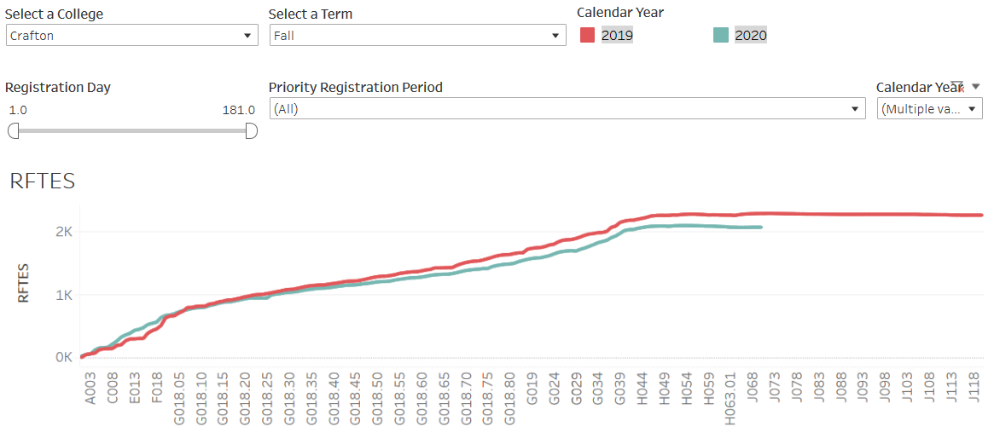 Select a College
Select a Term
Calendar Year
Crafton
Fall
2019
2020
Registration Day
Priority Registration Period
Calendar Year
1.0
181.0
(All)
(Multiple va...
RFTES
2K
1K
0K
RFTES
A003
C008
E013
F018
G018.05
G018.10
G018.15
G018.20
G018.25
G018.30
G018.35
G018.40
G018.45
G018.50
G018.55
G018.60
G018.65
G018.70
G018.75
G018.80
G019
G024
G029
G034
G039
H044
H049
H054
H059
H063.01
J068
J073
J078
J083
J088
J093
J098
J103
J108
J113
J118